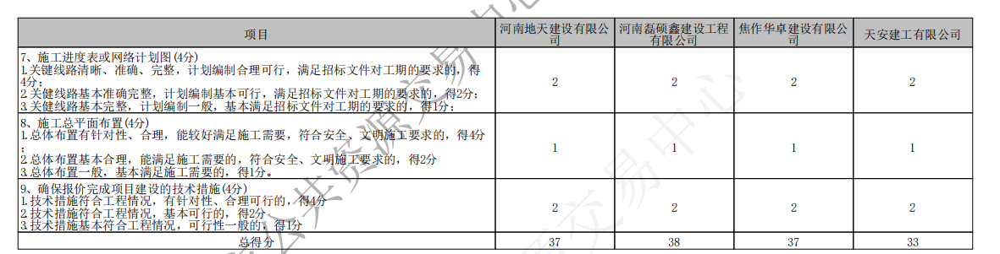 项目
河南地天建设有限公
司
河南磊硕鑫建设工程
有限公司
焦作华卓建设有限公
司
天安建工有限公司
7、施工进度表或网络计划图(4分)
1.关键线路清晰、准确、完整，计划编制合理可行，满足招标文件对工期的要求的，得
4分；
2.关健线路基本准确完整，计划编制基本可行，满足招标文件对工期的要求的，得2分；
3.关健线路基本完整，计划编制一般，基本满足招标文件对工期的要求的，得1分；
2
2
2
2
8、施工总平面布置(4分)
1.总体布置有针对性、合理，能较好满足施工需要，符合安全、文明施工要求的，得4分
；
2.总体布置基本合理，能满足施工需要的，符合安全、文明施工要求的，得2分
3.总体布置一般，基本满足施工需要的，得1分。
1
1
1
1
9、确保报价完成项目建设的技术措施(4分)
1.技术措施符合工程情况，有针对性、合理可行的，得4分
2.技术措施符合工程情况，基本可行的，得2分
3.技术措施基本符合工程情况，可行性一般的，得1分
2
2
2
2
总得分
37
38
37
33
公共资源交易中心
源交易中心